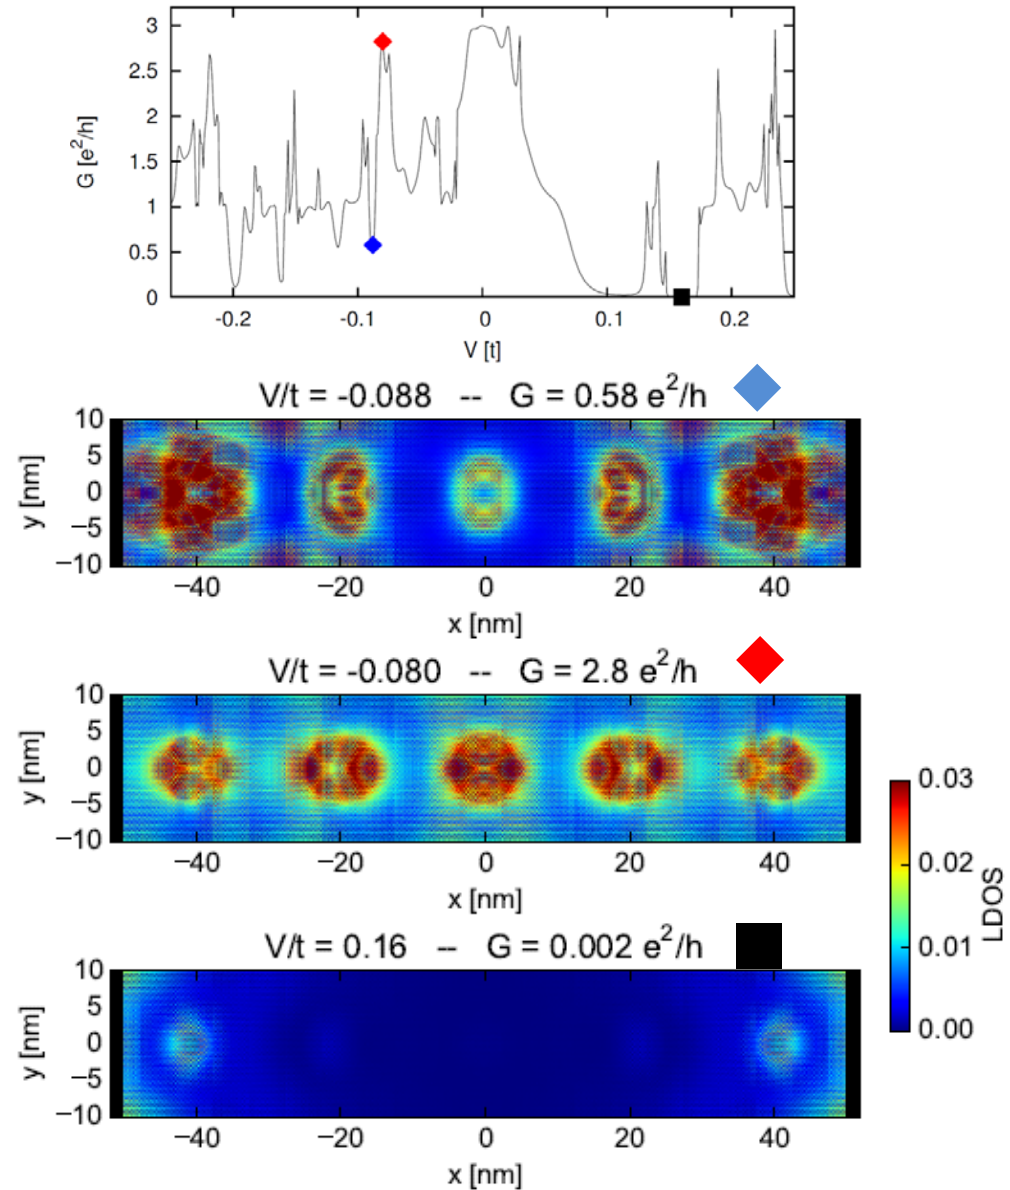 G [e²/h]
3
2.5
2
1.5
1
0.5
0
-0.2 -0.1 0 0.1 0.2
V [t]
V/t = -0.088 -- G = 0.58 e²/h
y [nm]
10
5
0
−5
−10
−40 −20 0 20 40
x [nm]
V/t = -0.080 -- G = 2.8 e²/h
y [nm]
10
5
0
−5
−10
−40 −20 0 20 40
x [nm]
V/t = 0.16 -- G = 0.002 e²/h
y [nm]
10
5
0
−5
−10
−40 −20 0 20 40
x [nm]
0.03
0.02
0.01
0.00
LDOS